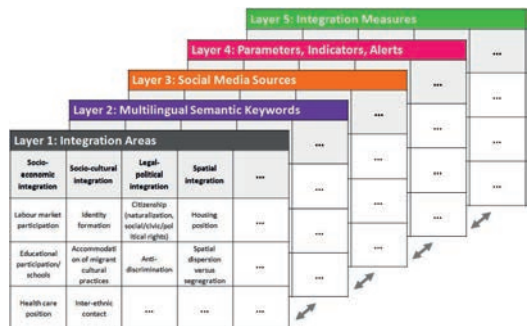 Layer 5: Integration Measures
...
Layer 4: Parameters, Indicators, Alerts
...
...
...
Layer 3: Social Media Sources
...
...
...
Layer 2: Multilingual Semantic Keywords
...
...
...
Layer 1: Integration Areas
...
...
...
Socio-
economic
integration
Socio-cultural
integration
Legal-
political
integration
Spatial
integration
...
Labour market
participation
Identity
formation
Citizenship
(naturalization,
social/civic/pol
itical rights)
Housing
position
...
Educational
participation/
schools
Accommodati
on of migrant
cultural
practices
Anti-
discrimination
Spatial
dispersion
versus
segregration
...
Health care
position
Inter-ethnic
contact
...
...
...